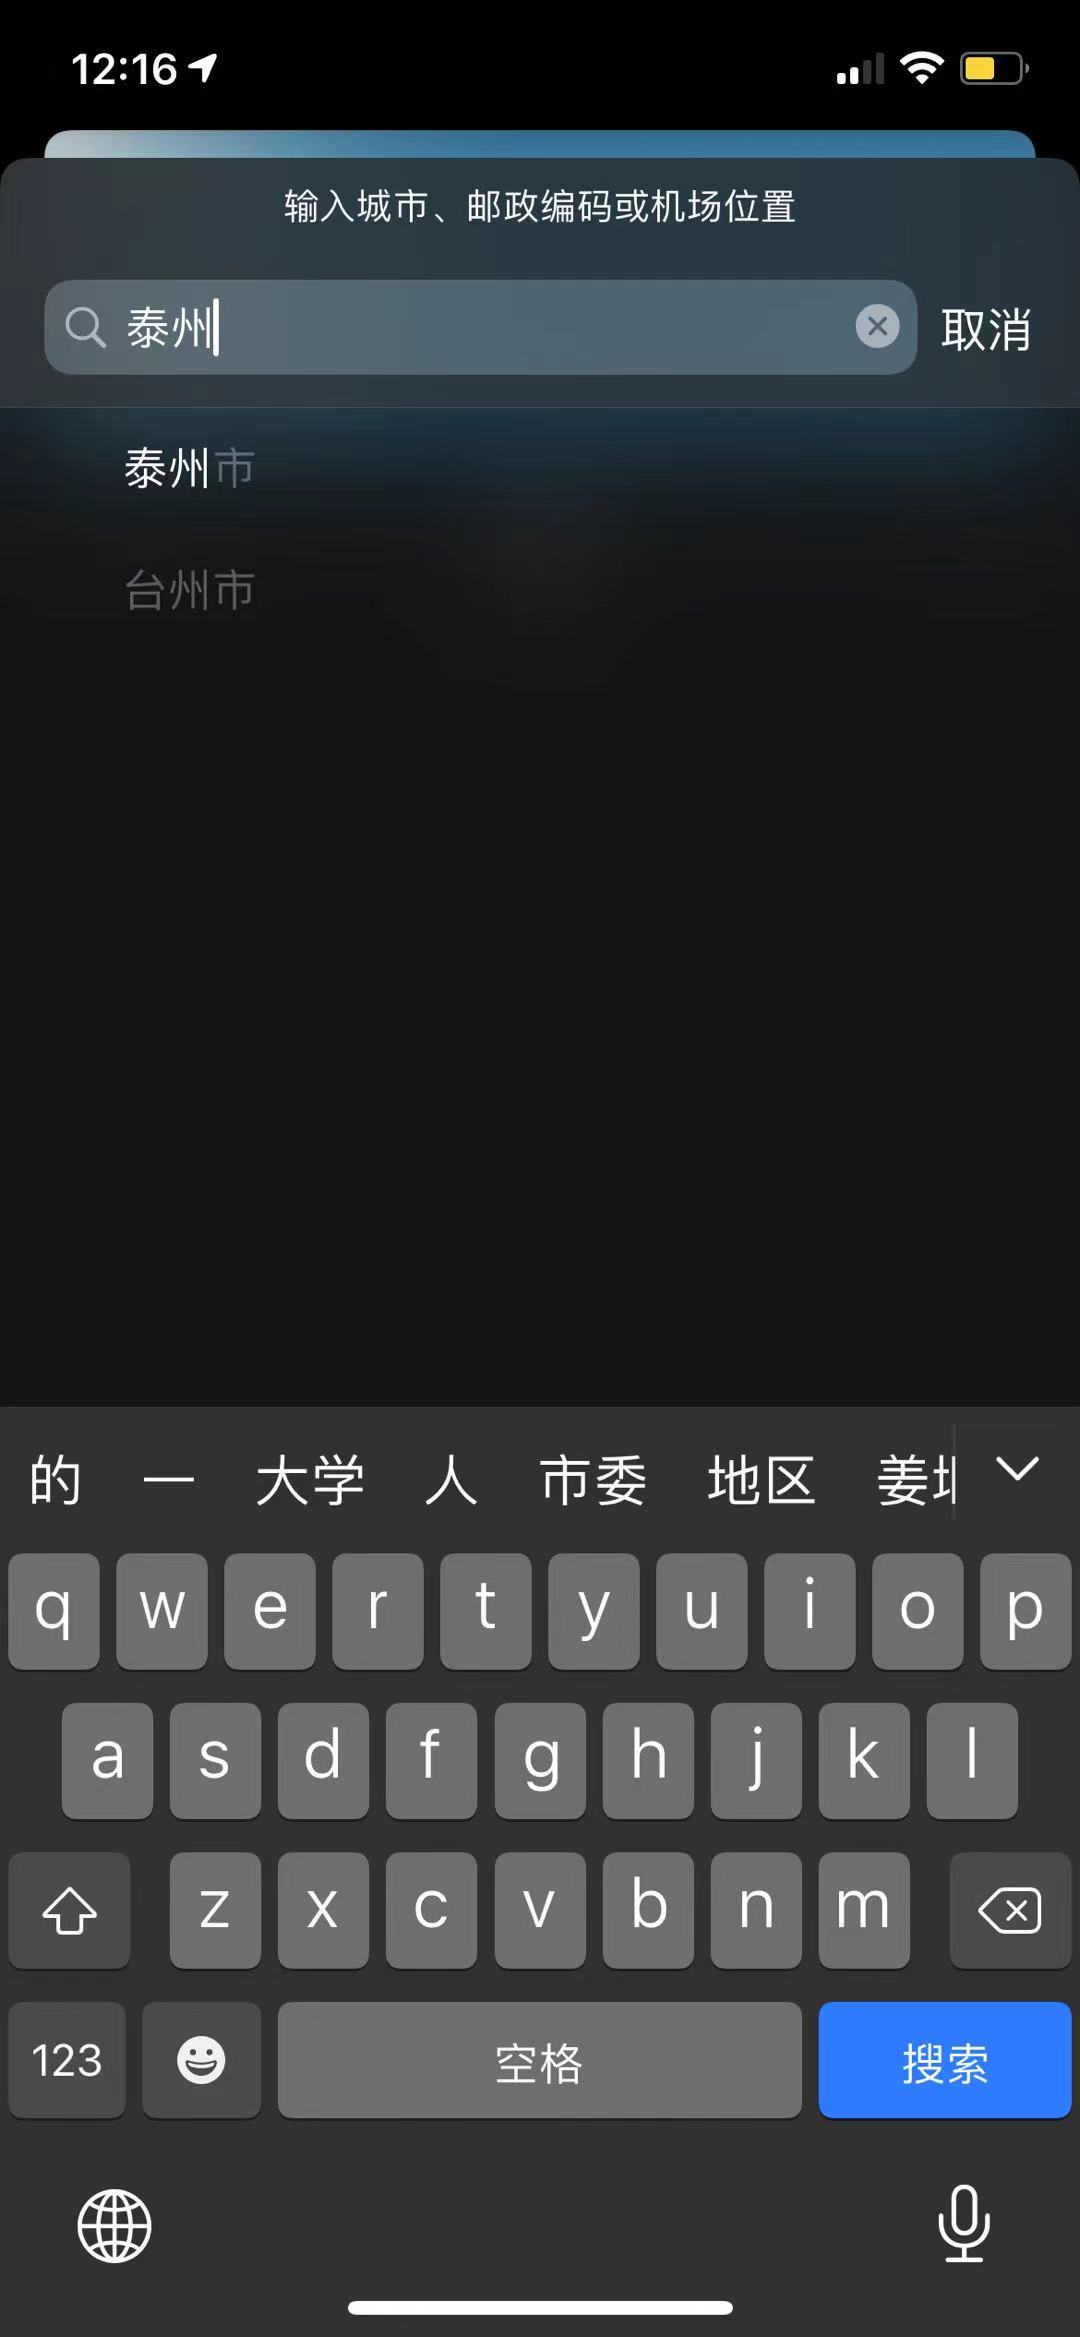 12:16
输入城市、邮政编码或机场位置
泰州
取消
泰州市
台州市
的 一 大学 人 市委 地区
q w e r t y u i o p
a s d f g h j k l
z x c v b n m
123 空格 搜索